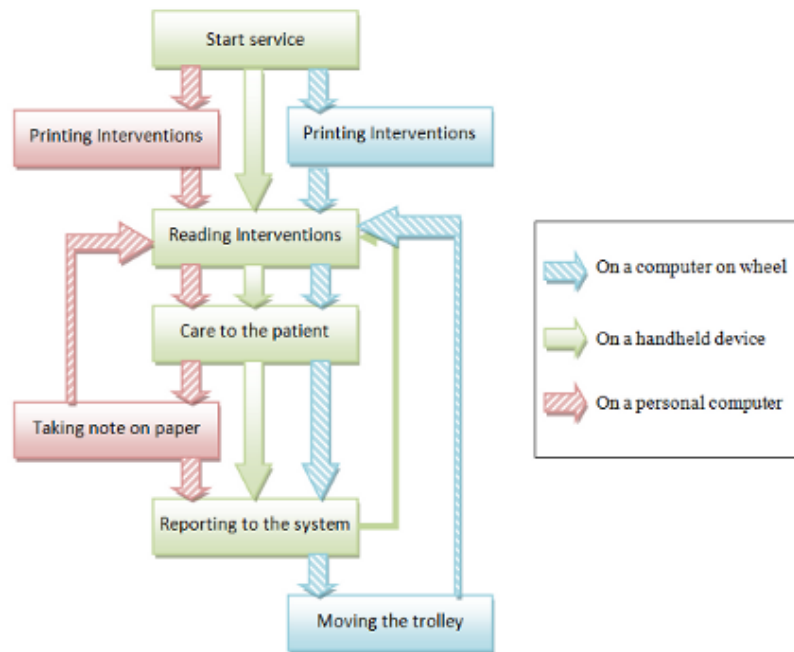 Start service
Printing Interventions
Printing Interventions
Reading Interventions
Care to the patient
Taking note on paper
Reporting to the system
Moving the trolley
On a computer on wheel
On a handheld device
On a personal computer